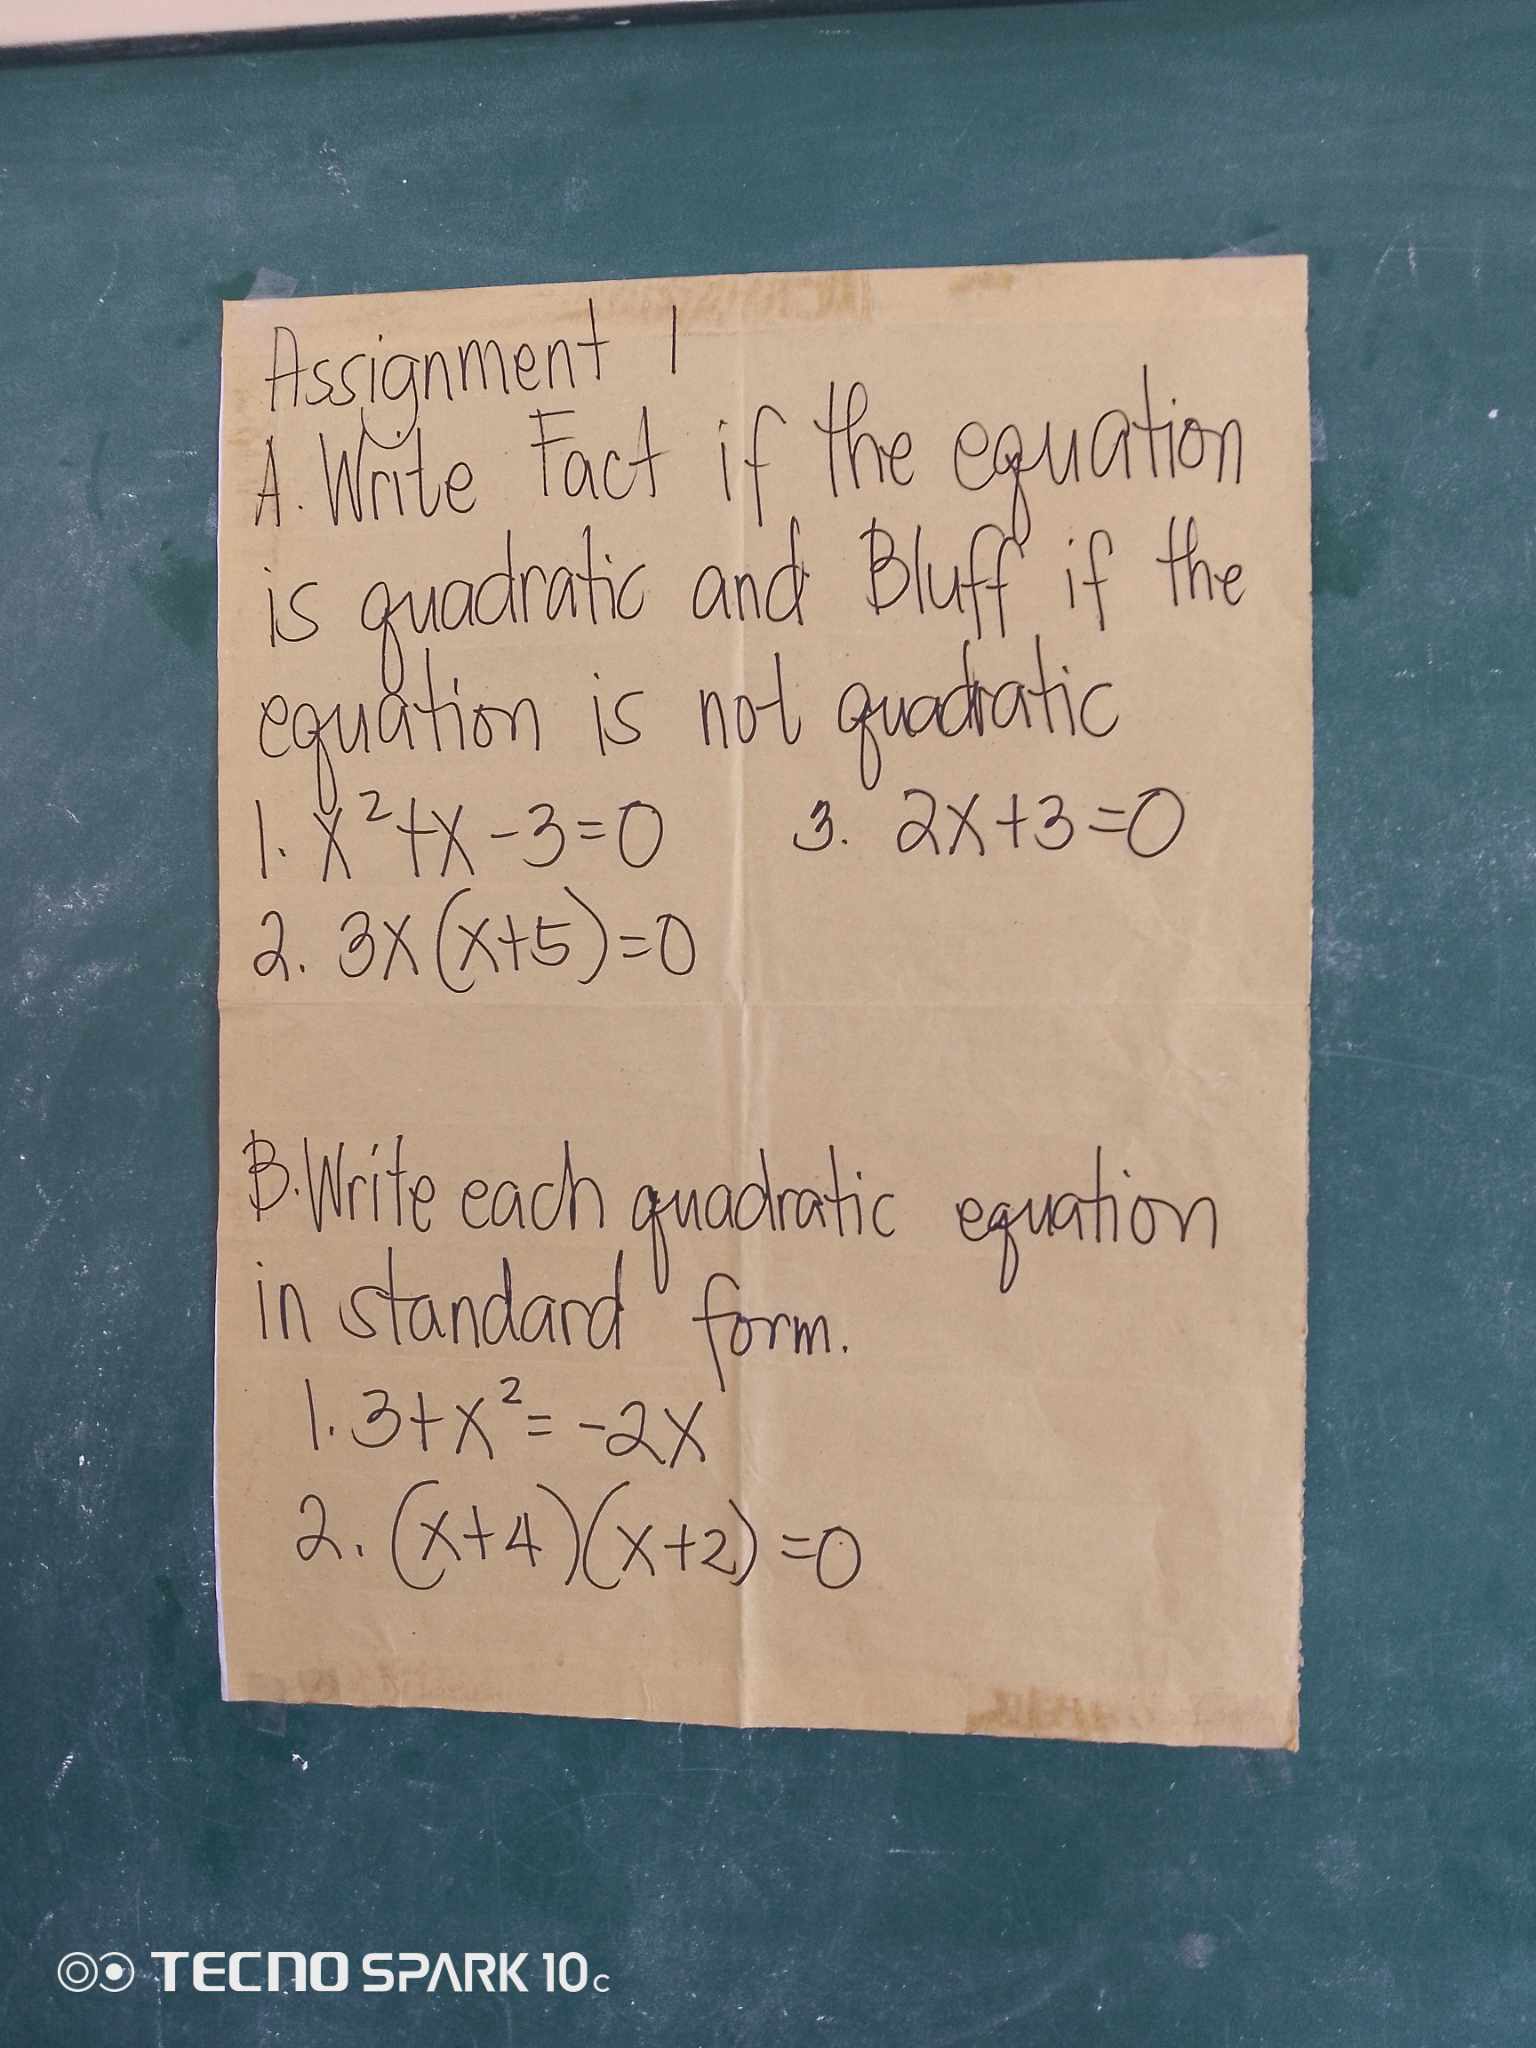 Assignment 1
A. Write Fact if the equation
is quadratic and Bluff if the
equation is not quadratic
1. x²+x-3=0 3. 2x+3=0
2. 3x(x+5)=0
B. Write each quadratic equation
in standard form.
1. 3+x²=-2x
2. (x+4)(x+2)=0
TECNO SPARK 10C